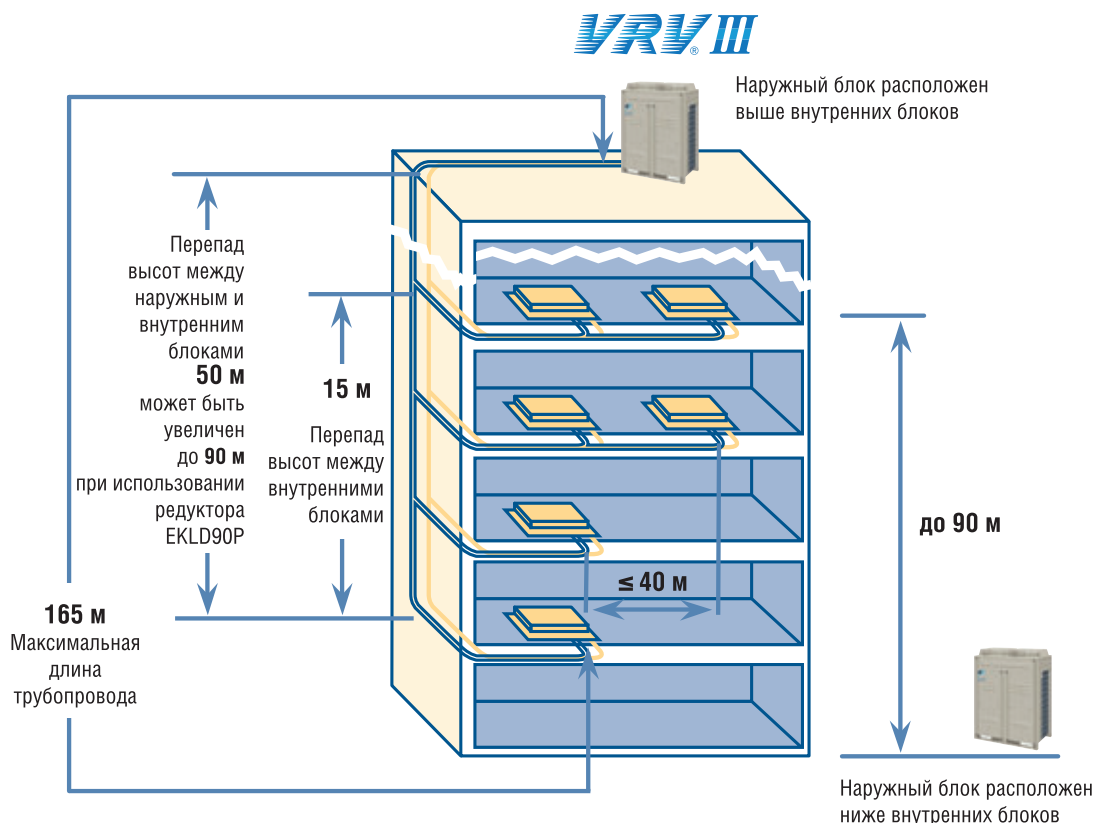 VRV® III
Наружный блок расположен
выше внутренних блоков
Перепад
высот между
наружным и
внутренним
блоками
50 м
может быть
увеличен
до 90 м
при использовании
редуктора
EKLD90P
15 м
Перепад
высот между
внутренними
блоками
до 90 м
≤ 40 м
165 м
Максимальная
длина
трубопровода
Наружный блок расположен
ниже внутренних блоков